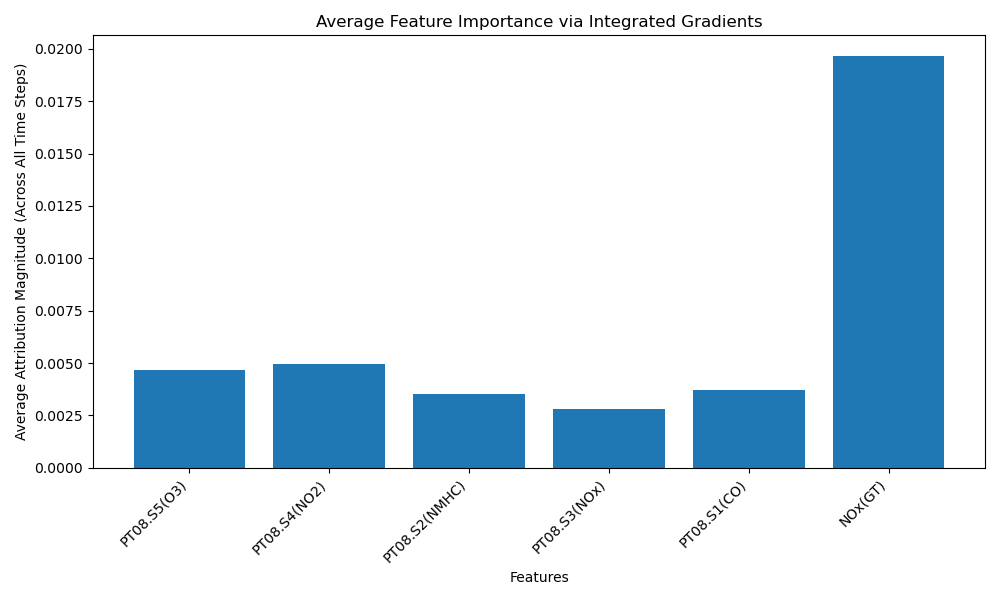 Average Feature Importance via Integrated Gradients
Average Attribution Magnitude (Across All Time Steps)
0.0200
0.0175
0.0150
0.0125
0.0100
0.0075
0.0050
0.0025
0.0000
PT08.S5(O3)
PT08.S4(NO2)
PT08.S2(NMHC)
PT08.S3(NOx)
PT08.S1(CO)
NOx(GT)
Features